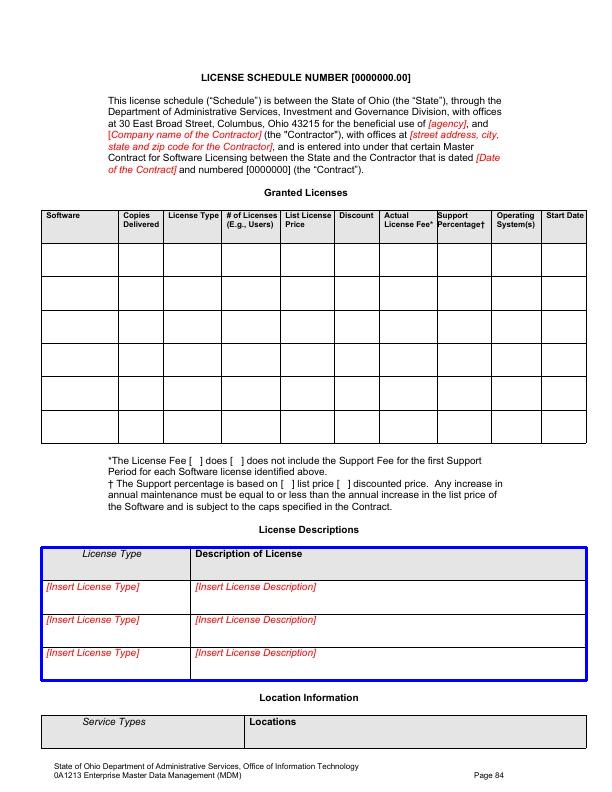 LICENSE SCHEDULE NUMBER [0000000.00]
This license schedule (“Schedule”) is between the State of Ohio (the “State”), through the
Department of Administrative Services, Investment and Governance Division, with offices
at 30 East Broad Street, Columbus, Ohio 43215 for the beneficial use of [agency], and
[Company name of the Contractor] (the "Contractor"), with offices at [street address, city,
state and zip code for the Contractor], and is entered into under that certain Master
Contract for Software Licensing between the State and the Contractor that is dated [Date
of the Contract] and numbered [0000000] (the “Contract”).
Granted Licenses
Software Copies License Type # of Licenses List License Discount Actual Support Operating Start Date
Delivered (E.g., Users) Price License Fee* Percentage† System(s)
*The License Fee [ ] does [ ] does not include the Support Fee for the first Support
Period for each Software license identified above.
† The Support percentage is based on [ ] list price [ ] discounted price. Any increase in
annual maintenance must be equal to or less than the annual increase in the list price of
the Software and is subject to the caps specified in the Contract.
License Descriptions
License Type Description of License
[Insert License Type] [Insert License Description]
[Insert License Type] [Insert License Description]
[Insert License Type] [Insert License Description]
Location Information
Service Types Locations
State of Ohio Department of Administrative Services, Office of Information Technology
0A1213 Enterprise Master Data Management (MDM) Page 84